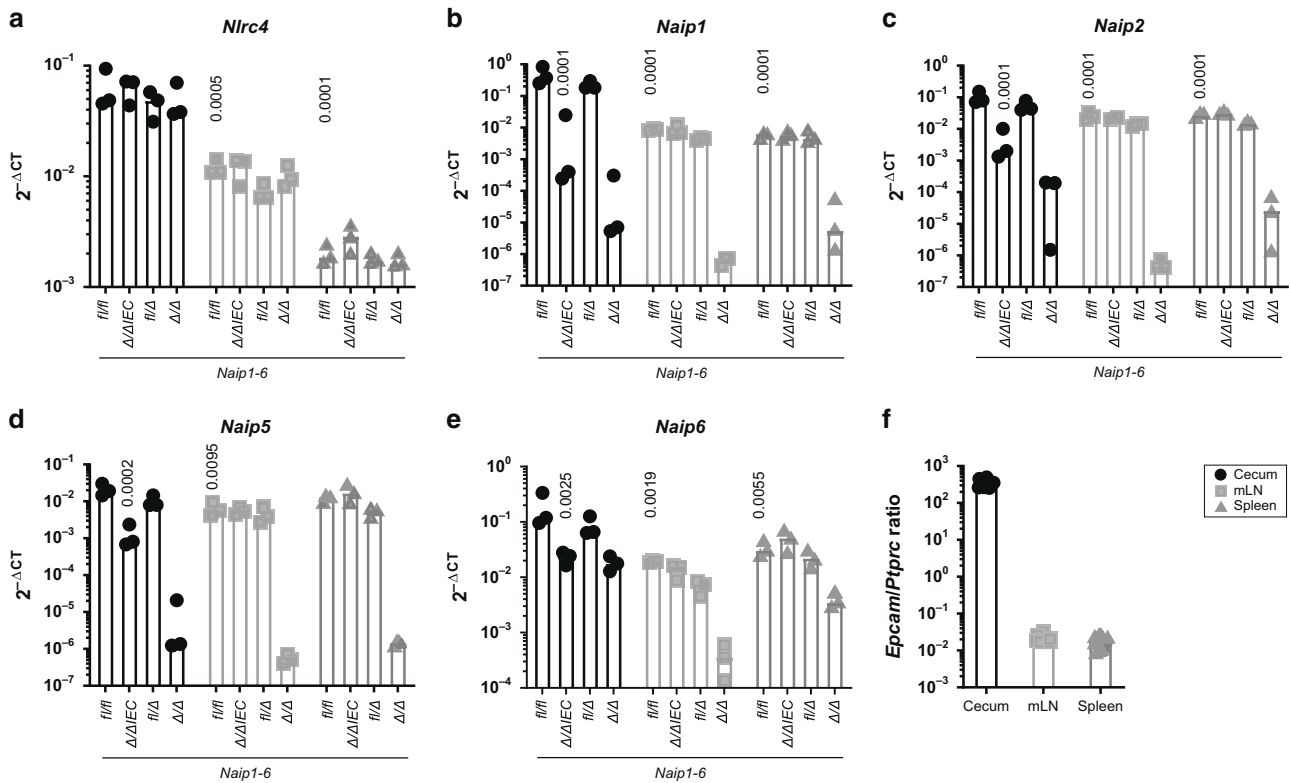 a
Nlrc4
2⁻ΔCT
10⁻¹
10⁻²
10⁻³
0.0005
0.0001
fl/fl
Δ/ΔIEC
fl/Δ
Δ/Δ
fl/fl
Δ/ΔIEC
fl/Δ
Δ/Δ
fl/fl
Δ/ΔIEC
fl/Δ
Δ/Δ
Naip1-6
b
Naip1
2⁻ΔCT
10⁰
10⁻¹
10⁻²
10⁻³
10⁻⁴
10⁻⁵
10⁻⁶
10⁻⁷
0.0001
0.0001
0.0001
fl/fl
Δ/ΔIEC
fl/Δ
Δ/Δ
fl/fl
Δ/ΔIEC
fl/Δ
Δ/Δ
fl/fl
Δ/ΔIEC
fl/Δ
Δ/Δ
Naip1-6
c
Naip2
2⁻ΔCT
10⁰
10⁻¹
10⁻²
10⁻³
10⁻⁴
10⁻⁵
10⁻⁶
10⁻⁷
0.0001
0.0001
0.0001
fl/fl
Δ/ΔIEC
fl/Δ
Δ/Δ
fl/fl
Δ/ΔIEC
fl/Δ
Δ/Δ
fl/fl
Δ/ΔIEC
fl/Δ
Δ/Δ
Naip1-6
d
Naip5
2⁻ΔCT
10⁻¹
10⁻²
10⁻³
10⁻⁴
10⁻⁵
10⁻⁶
10⁻⁷
0.0002
0.0095
fl/fl
Δ/ΔIEC
fl/Δ
Δ/Δ
fl/fl
Δ/ΔIEC
fl/Δ
Δ/Δ
fl/fl
Δ/ΔIEC
fl/Δ
Δ/Δ
Naip1-6
e
Naip6
2⁻ΔCT
10⁰
10⁻¹
10⁻²
10⁻³
10⁻⁴
0.0025
0.0019
0.0055
fl/fl
Δ/ΔIEC
fl/Δ
Δ/Δ
fl/fl
Δ/ΔIEC
fl/Δ
Δ/Δ
fl/fl
Δ/ΔIEC
fl/Δ
Δ/Δ
Naip1-6
f
Epcam/Ptprc ratio
10³
10²
10¹
10⁰
10⁻¹
10⁻²
10⁻³
Cecum mLN Spleen
Cecum
mLN
Spleen